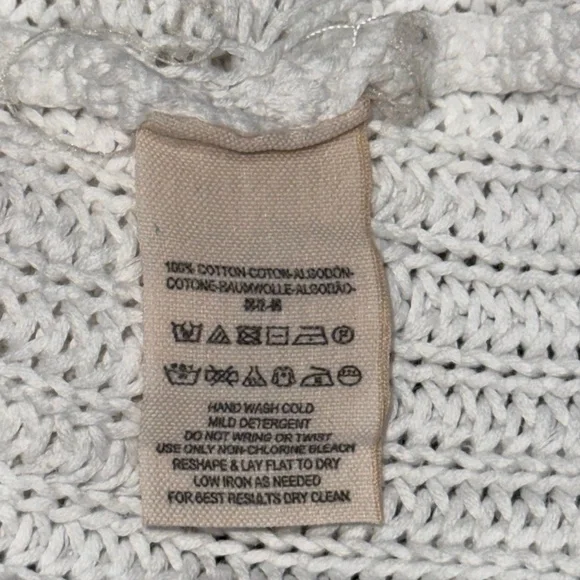 100% COTTON-COTON-ALGODÓN-
COTONE-BAUMWOLLE-ALGODÃO-
HAND WASH COLD
MILD DETERGENT
DO NOT WRING OR TWIST
USE ONLY NON-CHLORINE BLEACH
RESHAPE & LAY FLAT TO DRY
LOW IRON AS NEEDED
FOR BEST RESULTS DRY CLEAN.